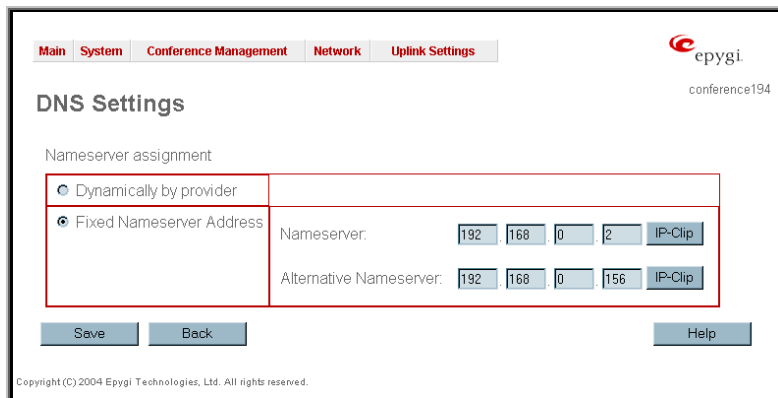 Main System Conference Management Network Uplink Settings
epygi
conference194
DNS Settings
Nameserver assignment
Dynamically by provider
Fixed Nameserver Address
Nameserver: 192 . 168 . 0 . 2 IP-Clip
Alternative Nameserver: 192 . 168 . 0 . 156 IP-Clip
Save Back Help
Copyright (C) 2004 Epygi Technologies, Ltd. All rights reserved.